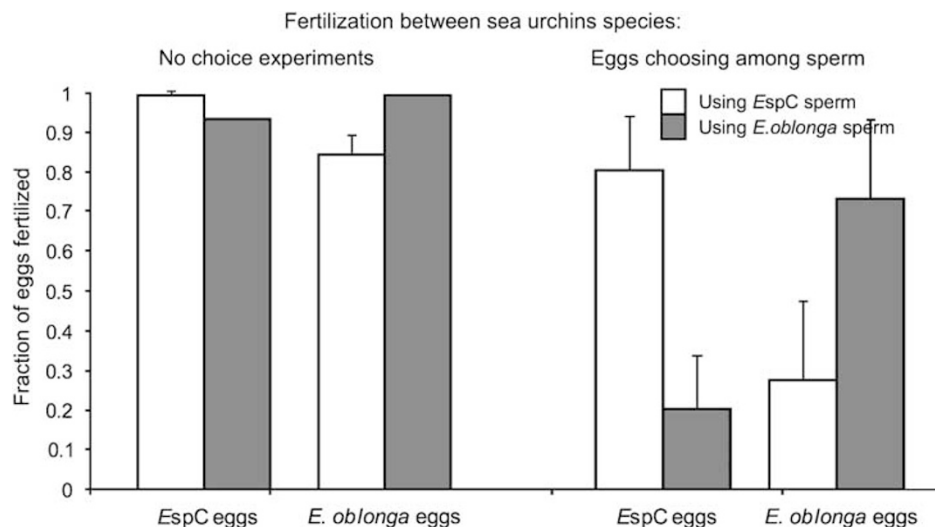 Fertilization between sea urchins species:
No choice experiments
Eggs choosing among sperm
Using EspC sperm
Using E.oblonga sperm
Fraction of eggs fertilized
1
0.9
0.8
0.7
0.6
0.5
0.4
0.3
0.2
0.1
0
EspC eggs
E. oblonga eggs
EspC eggs
E. oblonga eggs